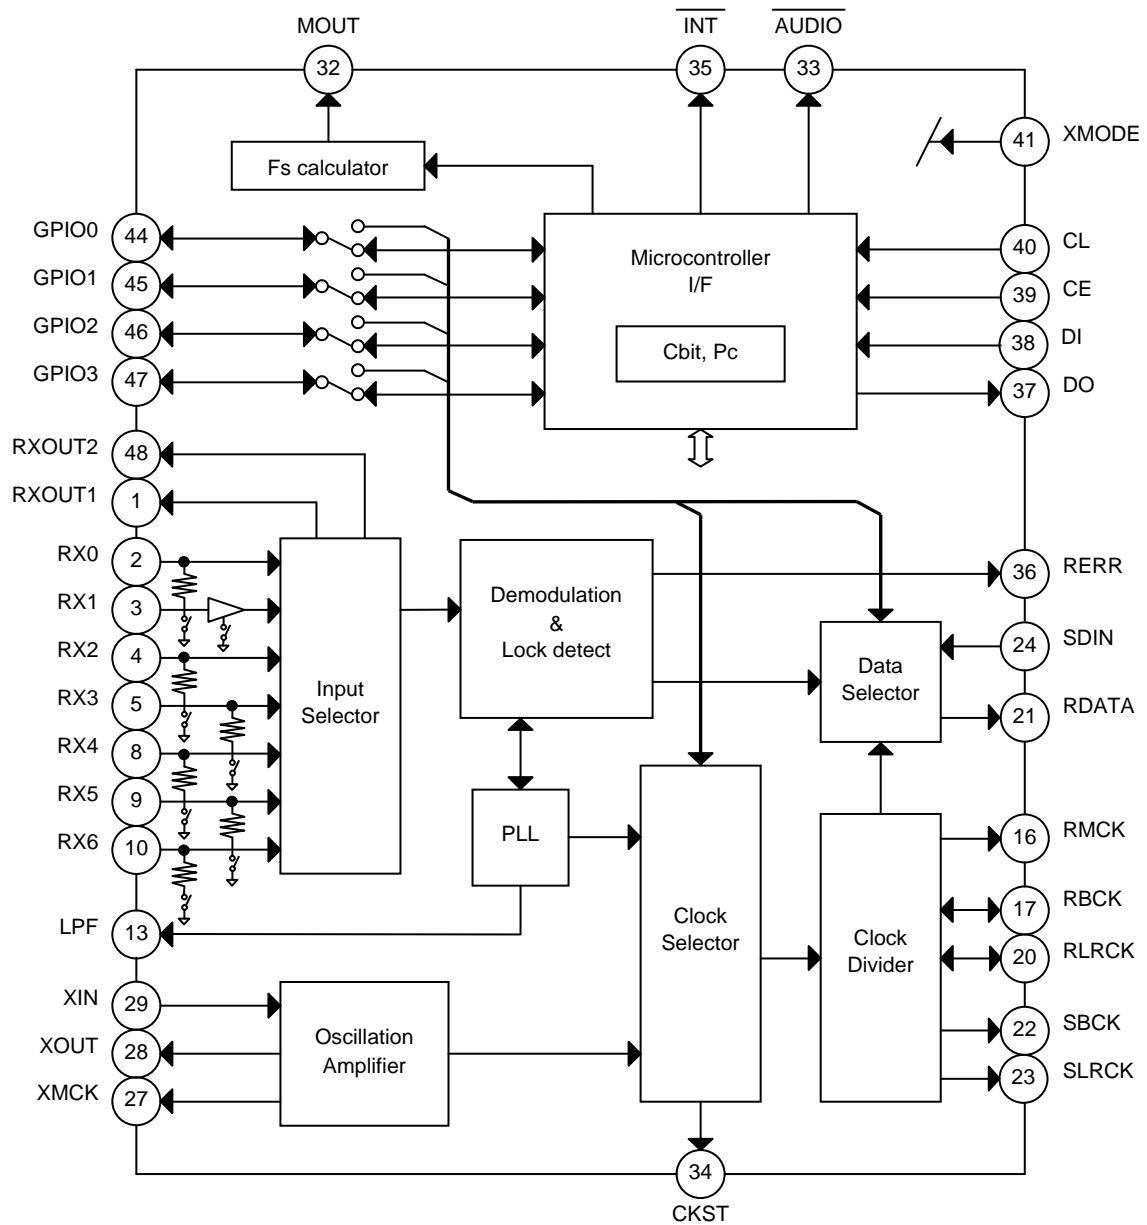 MOUT
INT
AUDIO
32
35
33
41
XMODE
Fs calculator
GPIO0
44
GPIO1
45
GPIO2
46
GPIO3
47
Microcontroller
I/F
Cbit, Pc
40
CL
39
CE
38
DI
37
DO
RXOUT2
48
RXOUT1
1
RX0
2
RX1
3
RX2
4
RX3
5
RX4
8
RX5
9
RX6
10
Input
Selector
Demodulation
&
Lock detect
36
RERR
24
SDIN
Data
Selector
21
RDATA
PLL
LPF
13
Clock
Selector
Clock
Divider
16
RMCK
17
RBCK
20
RLRCK
22
SBCK
23
SLRCK
XIN
29
XOUT
28
XMCK
27
Oscillation
Amplifier
34
CKST